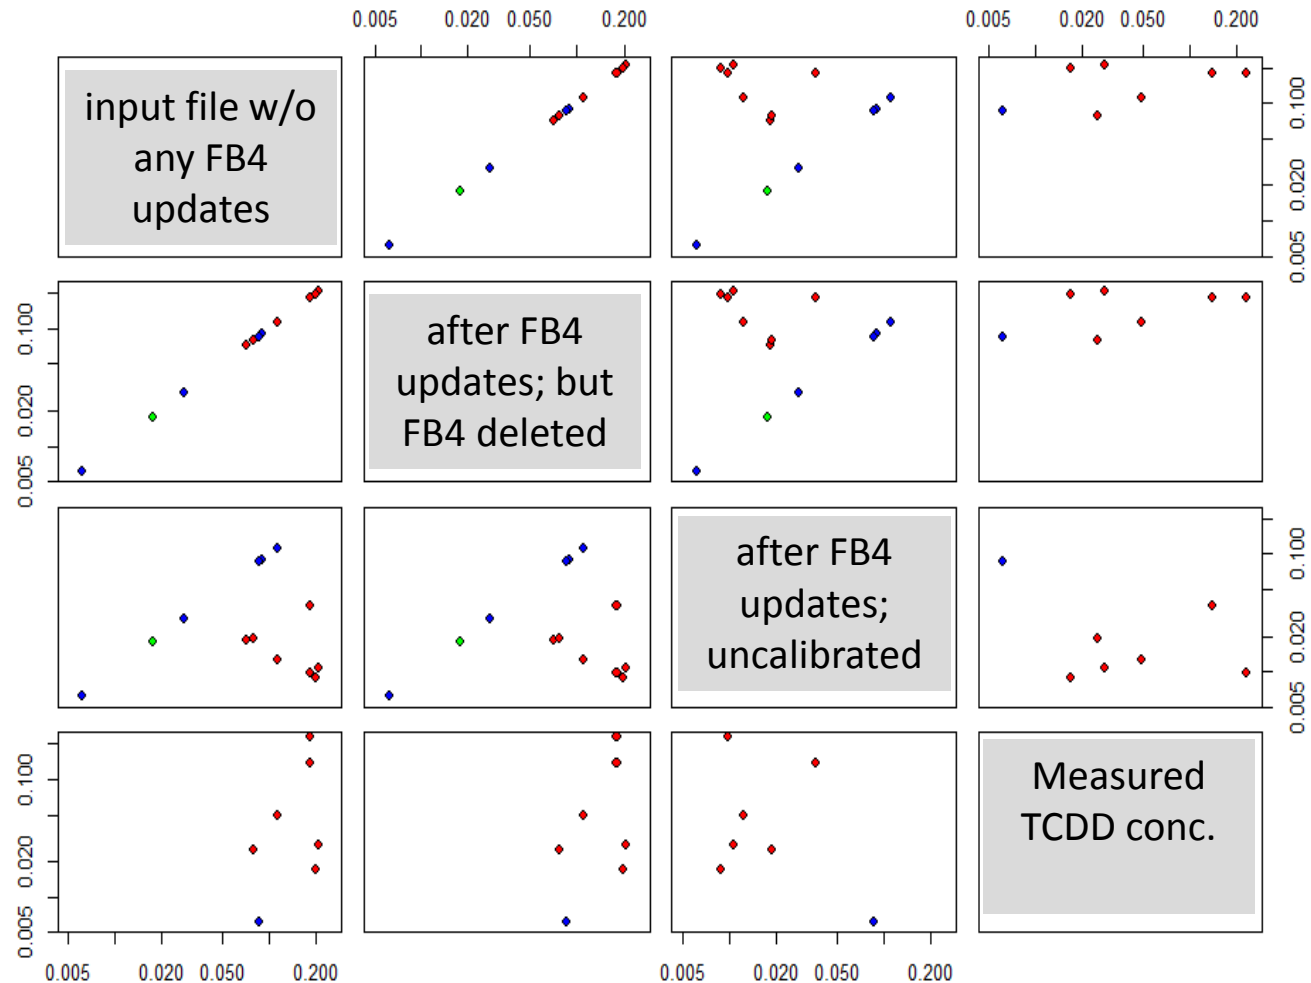 0.005 0.020 0.050 0.200
0.005 0.020 0.050 0.200
input file w/o
any FB4
updates
0.100
0.020
0.005
0.100
0.020
0.005
after FB4
updates; but
FB4 deleted
after FB4
updates;
uncalibrated
0.100
0.020
0.005
0.100
0.020
0.005
Measured
TCDD conc.
0.005 0.020 0.050 0.200
0.005 0.020 0.050 0.200